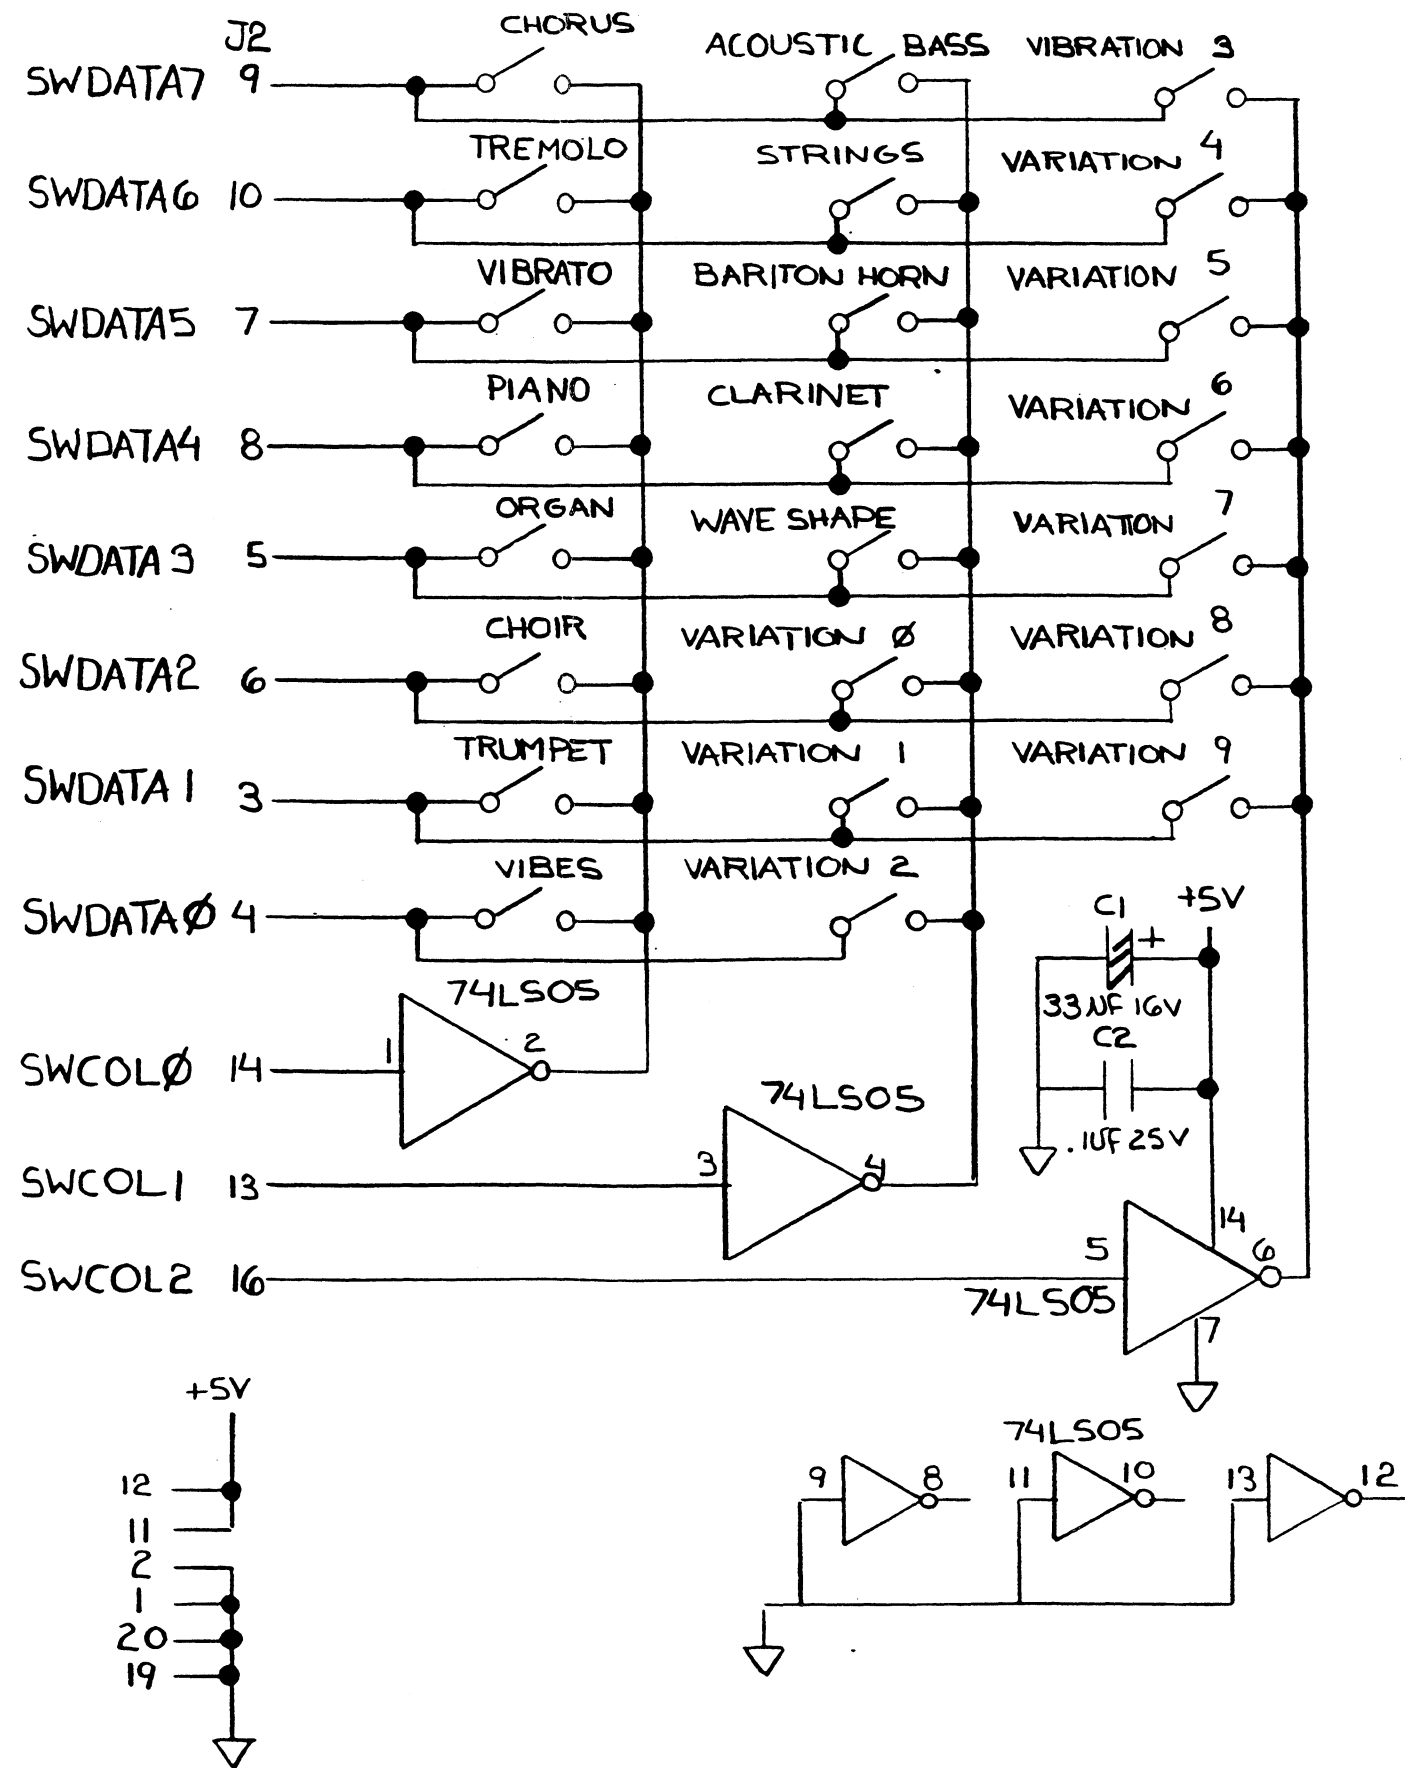 J2
CHORUS
ACOUSTIC BASS
VIBRATION 3
SWDATA7 9
TREMOLO
STRINGS
VARIATION 4
SWDATA6 10
VIBRATO
BARITON HORN
VARIATION 5
SWDATA5 7
PIANO
CLARINET
VARIATION 6
SWDATA4 8
ORGAN
WAVE SHAPE
VARIATION 7
SWDATA3 5
CHOIR
VARIATION Ø
VARIATION 8
SWDATA2 6
TRUMPET
VARIATION 1
VARIATION 9
SWDATA1 3
VIBES
VARIATION 2
SWDATAØ 4
C1
+5V
+
33UF 16V
C2
.1UF 25V
74LS05
SWCOLØ 14
1
2
74LS05
SWCOL1 13
3
4
SWCOL2 16
5
14
6
74LS05
7
+5V
12
11
2
1
20
19
74LS05
9
8
11
10
13
12